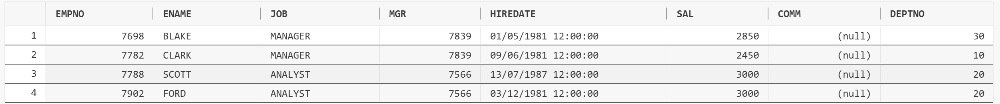 EMPNO ENAME JOB MGR HIREDATE SAL COMM DEPTNO
1 7698 BLAKE MANAGER 7839 01/05/1981 12:00:00 2850 (null) 30
2 7782 CLARK MANAGER 7839 09/06/1981 12:00:00 2450 (null) 10
3 7788 SCOTT ANALYST 7566 13/07/1987 12:00:00 3000 (null) 20
4 7902 FORD ANALYST 7566 03/12/1981 12:00:00 3000 (null) 20